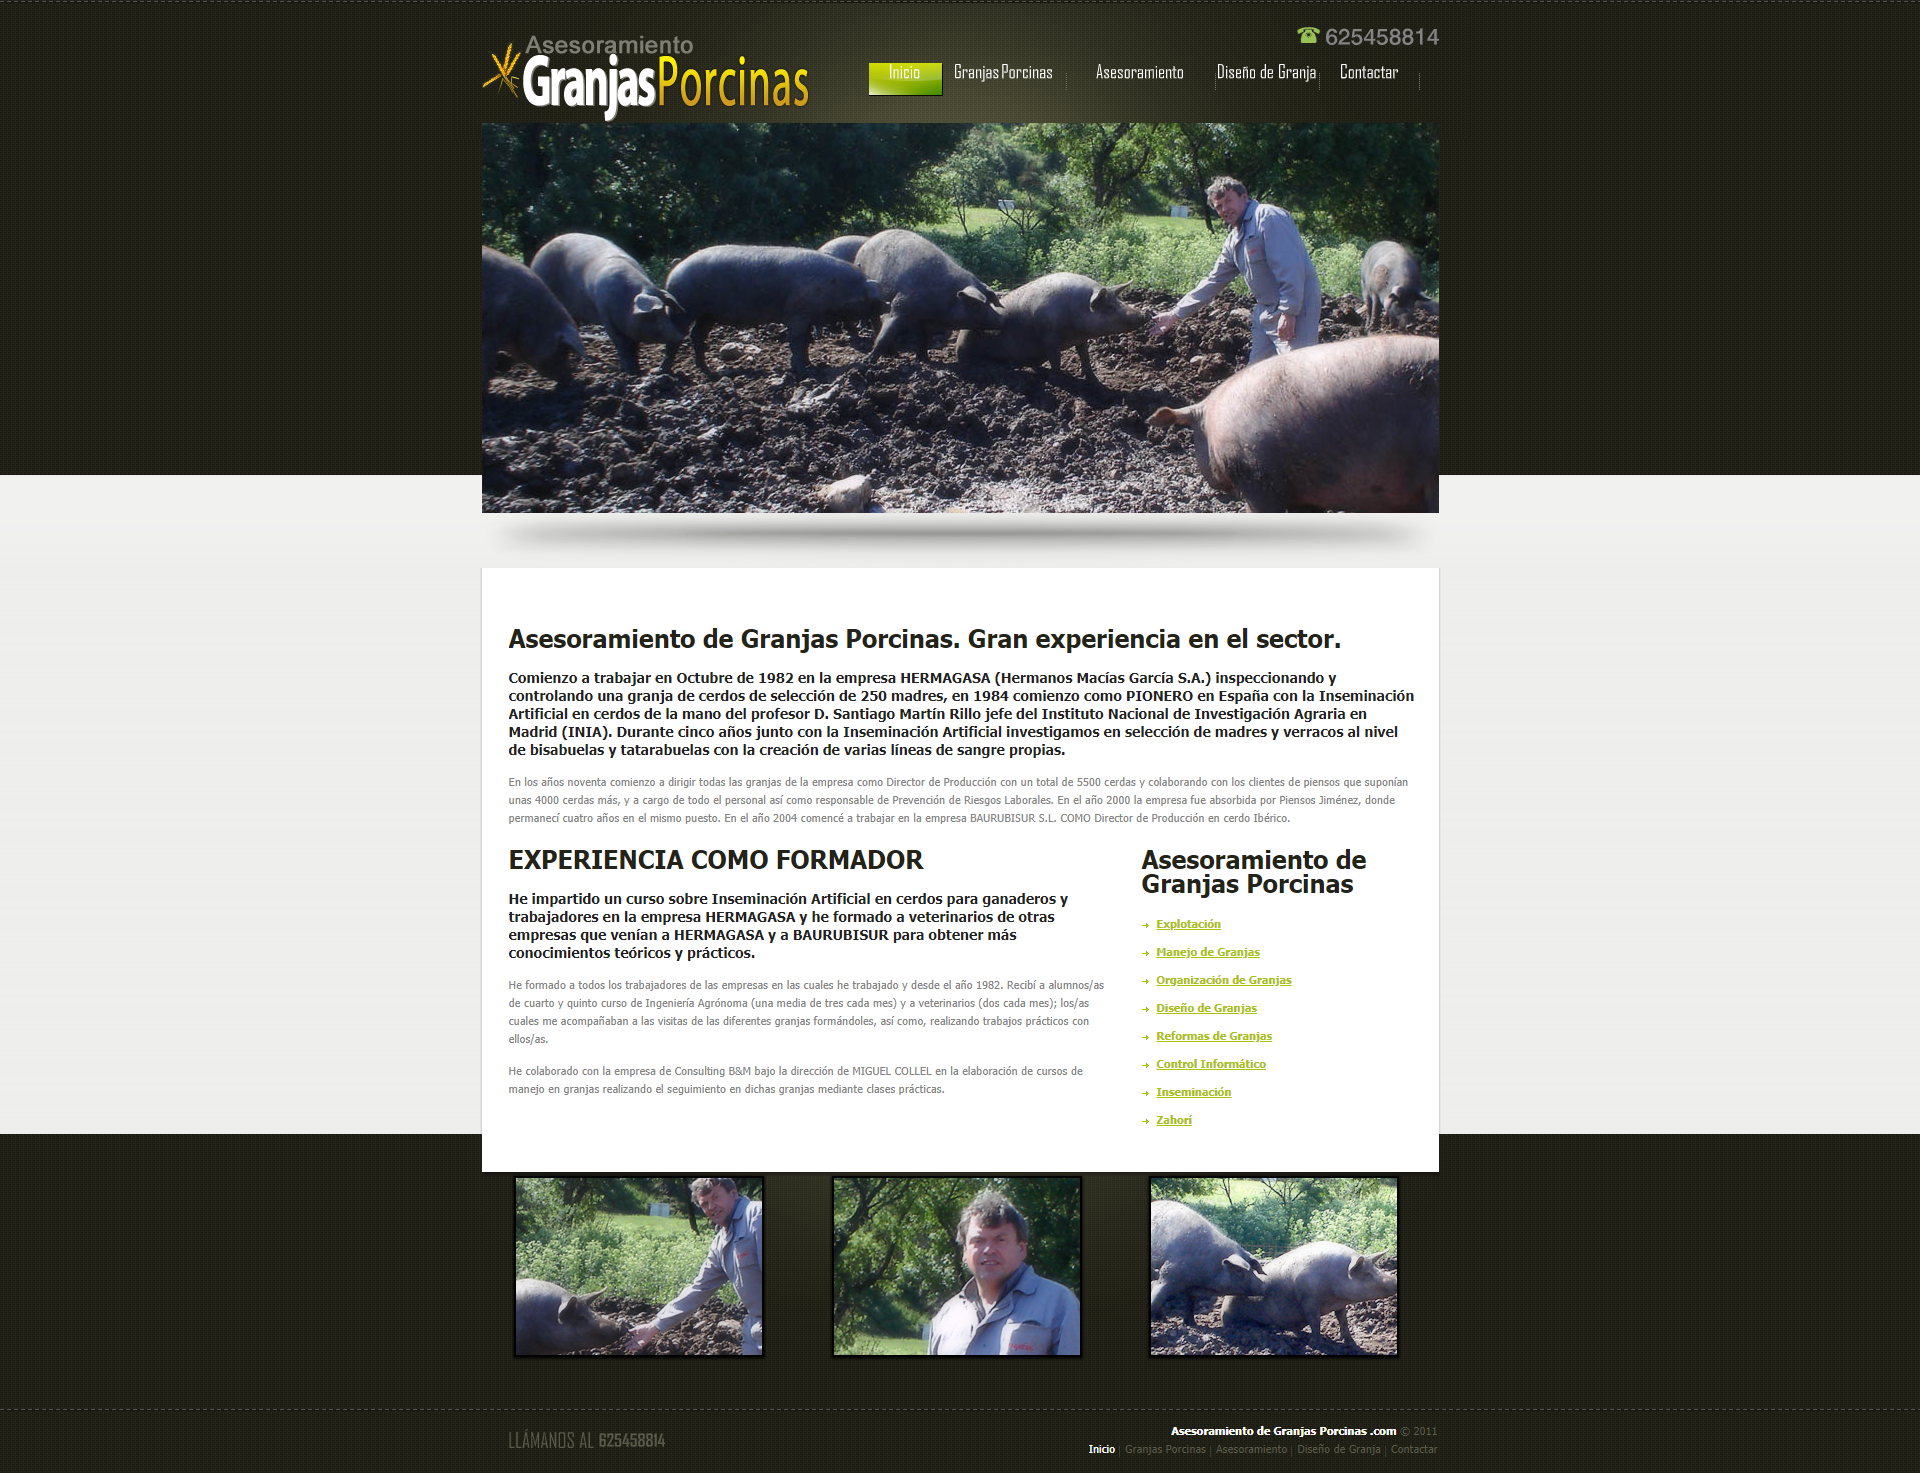 Asesoramiento
GranjasPorcinas
625458814
Inicio
Granjas Porcinas
Asesoramiento
Diseño de Granja
Contactar
Asesoramiento de Granjas Porcinas. Gran experiencia en el sector.
Comienzo a trabajar en Octubre de 1982 en la empresa HERMAGASA (Hermanos Macías García S.A.) inspeccionando y
controlando una granja de cerdos de selección de 250 madres, en 1984 comienzo como PIONERO en España con la Inseminación
Artificial en cerdos de la mano del profesor D. Santiago Martín Rillo jefe del Instituto Nacional de Investigación Agraria en
Madrid (INIA). Durante cinco años junto con la Inseminación Artificial investigamos en selección de madres y verracos al nivel
de bisabuelas y tatarabuelas con la creación de varias líneas de sangre propias.
En los años noventa comienzo a dirigir todas las granjas de la empresa como Director de Producción con un total de 5500 cerdas y colaborando con los clientes de piensos que suponían
unas 4000 cerdas más, y a cargo de todo el personal así como responsable de Prevención de Riesgos Laborales. En el año 2000 la empresa fue absorbida por Piensos Jiménez, donde
permanecí cuatro años en el mismo puesto. En el año 2004 comencé a trabajar en la empresa BAURUBISUR S.L. COMO Director de Producción en cerdo Ibérico.
EXPERIENCIA COMO FORMADOR
He impartido un curso sobre Inseminación Artificial en cerdos para ganaderos y
trabajadores en la empresa HERMAGASA y he formado a veterinarios de otras
empresas que venían a HERMAGASA y a BAURUBISUR para obtener más
conocimientos teóricos y prácticos.
He formado a todos los trabajadores de las empresas en las cuales he trabajado y desde el año 1982. Recibí a alumnos/as
de cuarto y quinto curso de Ingeniería Agrónoma (una media de tres cada mes) y a veterinarios (dos cada mes); los/as
cuales me acompañaban a las visitas de las diferentes granjas formándoles, así como, realizando trabajos prácticos con
ellos/as.
He colaborado con la empresa de Consulting B&M bajo la dirección de MIGUEL COLLEL en la elaboración de cursos de
manejo en granjas realizando el seguimiento en dichas granjas mediante clases prácticas.
Asesoramiento de
Granjas Porcinas
Explotación
Manejo de Granjas
Organización de Granjas
Diseño de Granjas
Reformas de Granjas
Control Informático
Inseminación
Zahorí
LLÁMANOS AL 625458814
Asesoramiento de Granjas Porcinas .com © 2011
Inicio | Granjas Porcinas | Asesoramiento | Diseño de Granja | Contactar